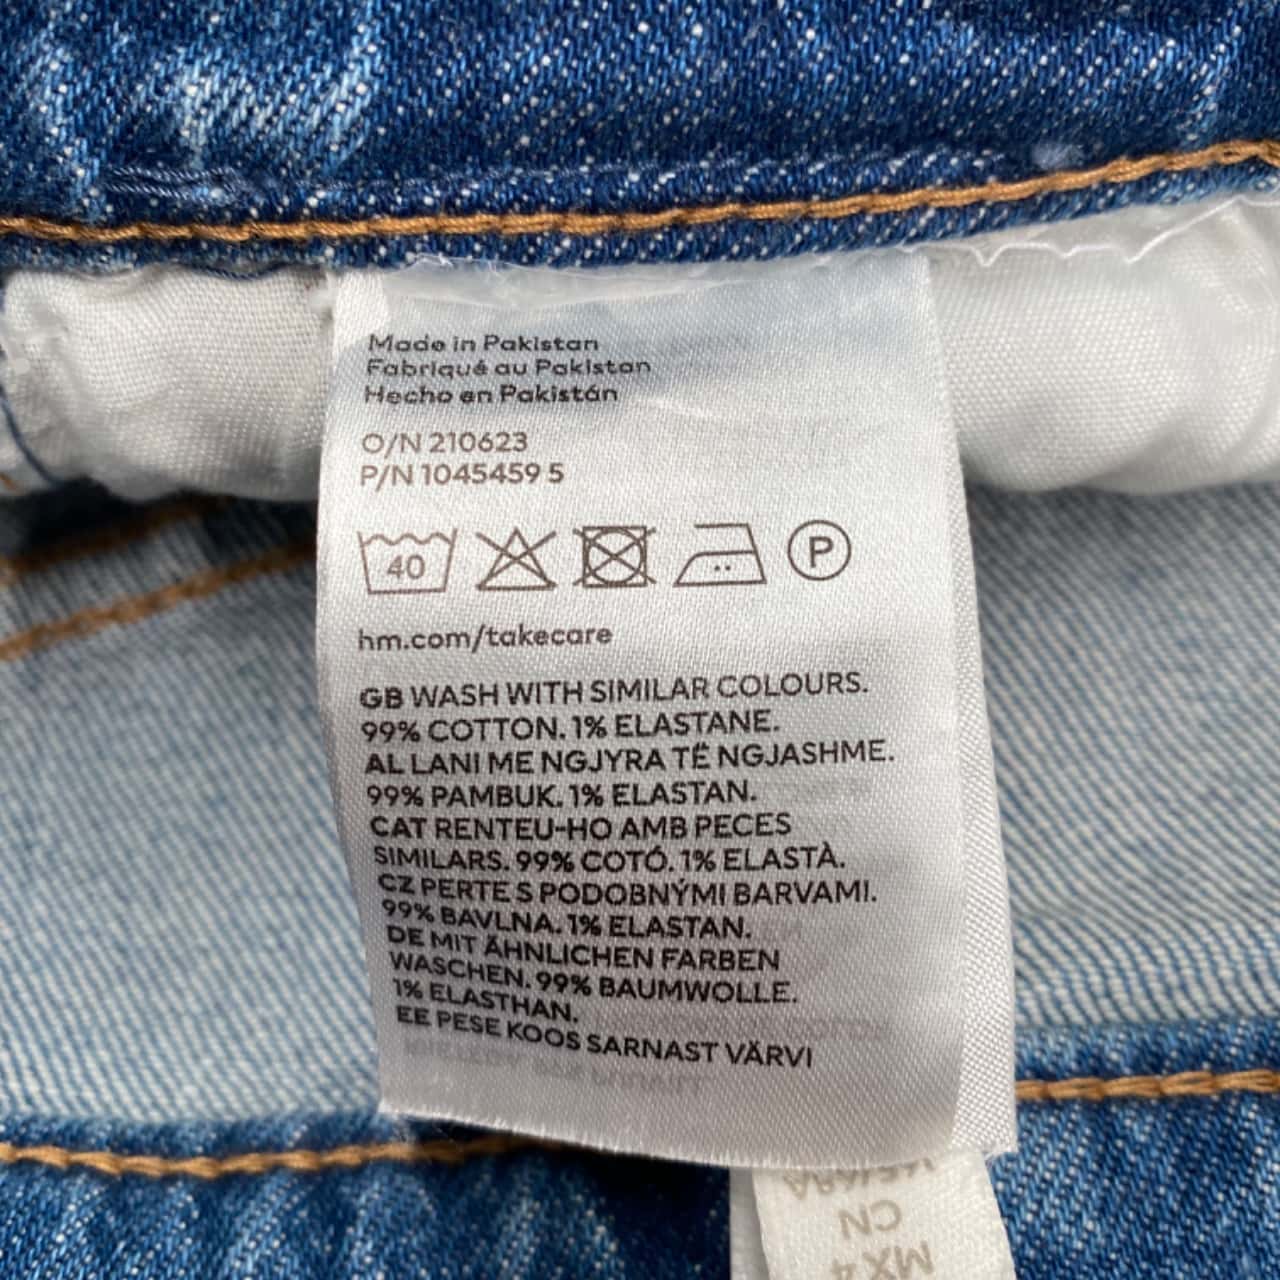 Made in Pakistan
Fabriqué au Pakistan
Hecho en Pakistán
O/N 210623
P/N 1045459 5
40 P
hm.com/takecare
GB WASH WITH SIMILAR COLOURS.
99% COTTON. 1% ELASTANE.
AL LANI ME NGJYRA TË NGJASHME.
99% PAMBUK. 1% ELASTAN.
CAT RENTEU-HO AMB PECES
SIMILARS. 99% COTÓ. 1% ELASTÀ.
CZ PERTE S PODOBNÝMI BARVAMI.
99% BAVLNA. 1% ELASTAN.
DE MIT ÄHNLICHEN FARBEN
WASCHEN. 99% BAUMWOLLE.
1% ELASTHAN.
EE PESE KOOS SARNAST VÄRVI
CN
MX 4